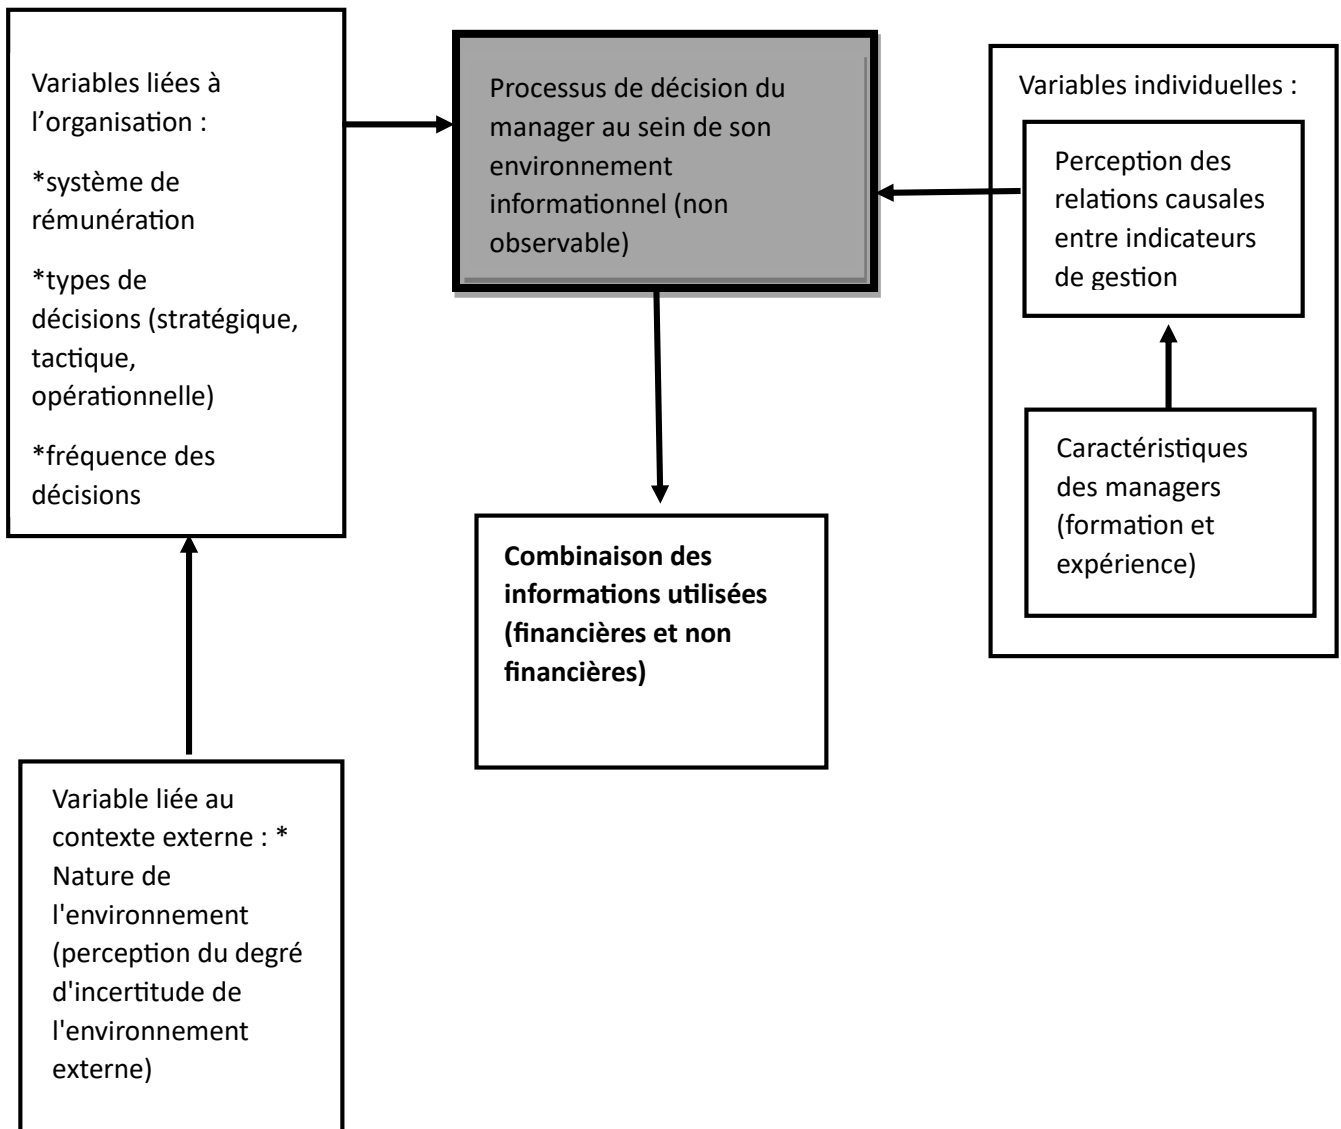 Variables liées à
l’organisation :
*système de
rémunération
*types de
décisions (stratégique,
tactique,
opérationnelle)
*fréquence des
décisions
Processus de décision du
manager au sein de son
environnement
informationnel (non
observable)
Variables individuelles :
Perception des
relations causales
entre indicateurs
de gestion
Caractéristiques
des managers
(formation et
expérience)
Combinaison des
informations utilisées
(financières et non
financières)
Variable liée au
contexte externe : *
Nature de
l'environnement
(perception du degré
d'incertitude de
l'environnement
externe)